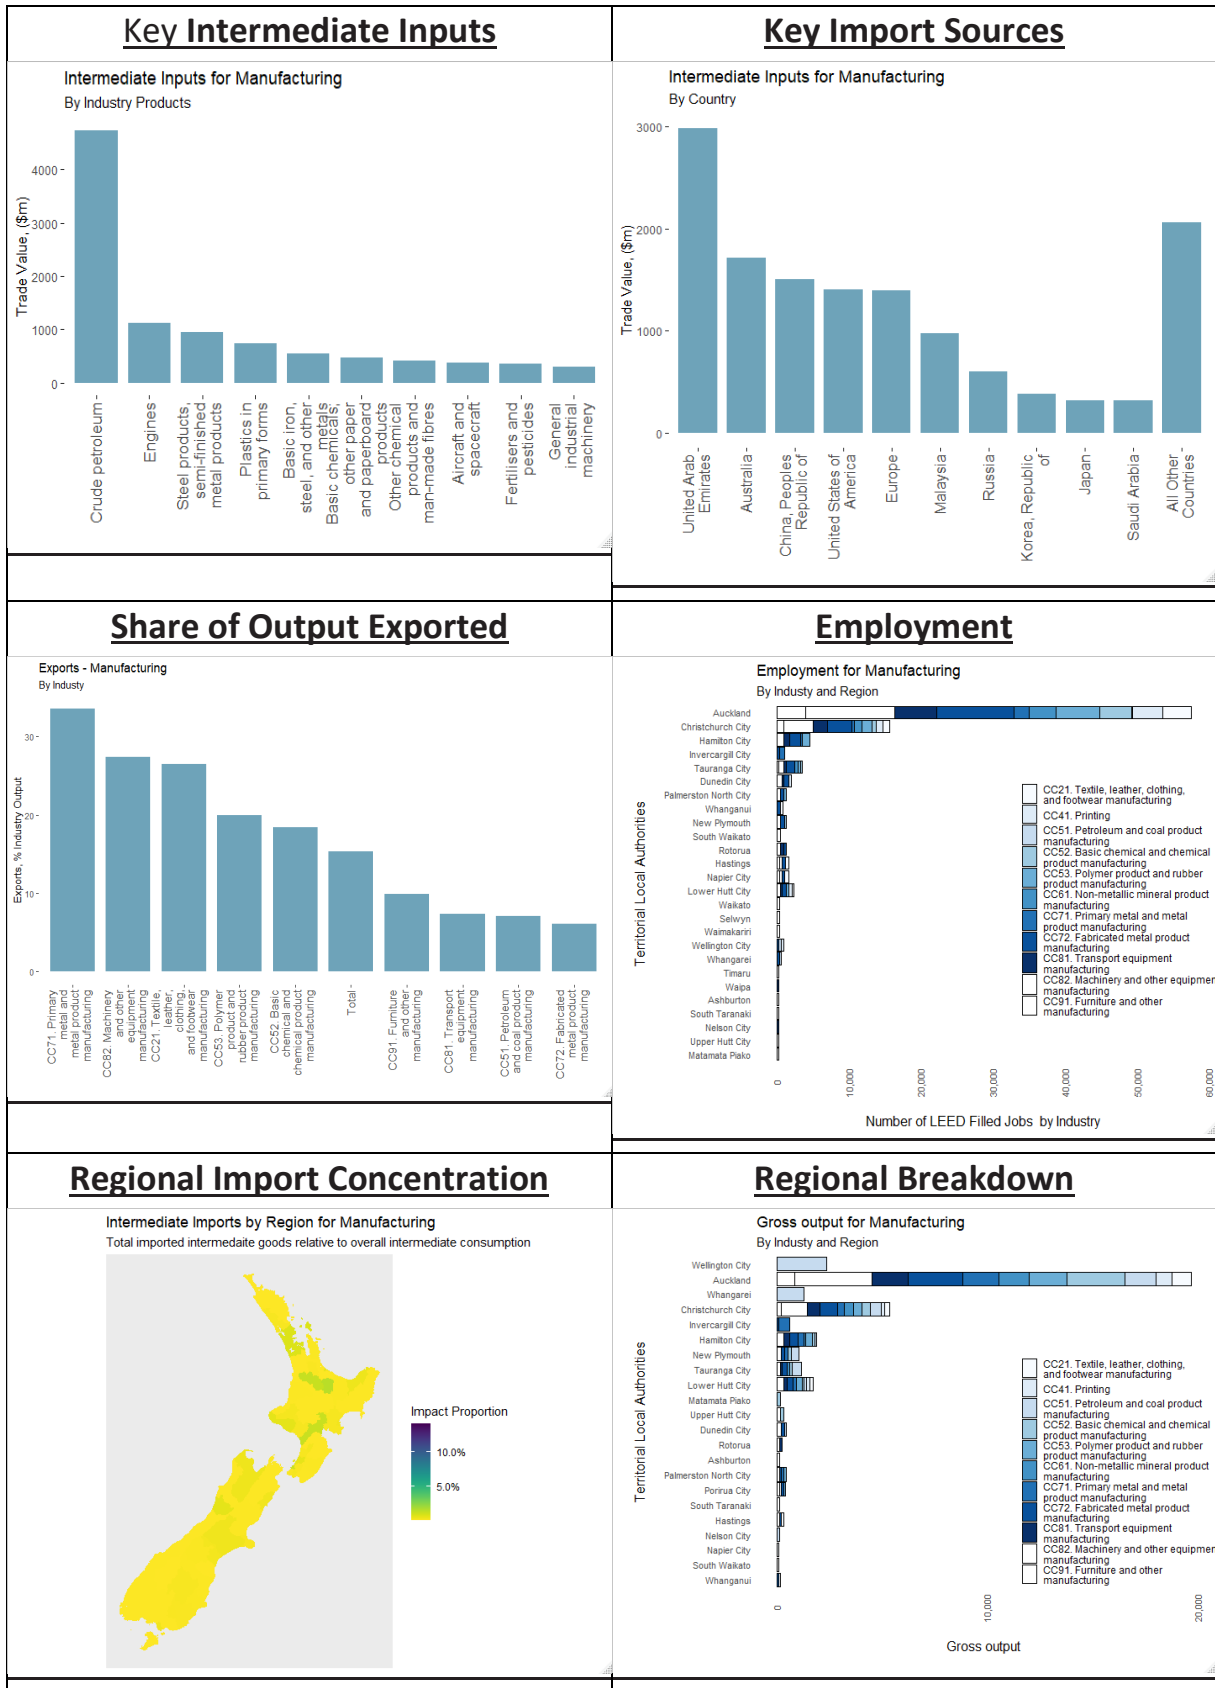 Key Intermediate Inputs
Intermediate Inputs for Manufacturing
By Industry Products
Trade Value, ($m)
4000
3000
2000
1000
0
Crude petroleum
Engines
Steel products,
semi-finished
metal products
Plastics in
primary forms
Basic iron,
steel, and other
metals
Basic chemicals,
other paper
and paperboard
products
Other chemical
products and
man-made fibres
Aircraft and
spacecraft
Fertilisers and
pesticides
General
industrial
machinery
Key Import Sources
Intermediate Inputs for Manufacturing
By Country
Trade Value, ($m)
3000
2000
1000
0
United Arab
Emirates
Australia
China, Peoples
Republic of
United States of
America
Europe
Malaysia
Russia
Korea, Republic
of
Japan
Saudi Arabia
All Other
Countries
Share of Output Exported
Exports - Manufacturing
By Industy
Exports, % Industry Output
30
20
10
0
CC71. Primary
metal and
metal product
manufacturing
CC82. Machinery
and other
equipment
manufacturing
CC21. Textile,
leather,
clothing,
and footwear
manufacturing
CC53. Polymer
product and
rubber product
manufacturing
CC52. Basic
chemical and
chemical product
manufacturing
Total
CC91. Furniture
and other
manufacturing
CC81. Transport
equipment
manufacturing
CC51. Petroleum
and coal product
manufacturing
CC72. Fabricated
metal product
manufacturing
Employment
Employment for Manufacturing
By Industy and Region
Territorial Local Authorities
Auckland
Christchurch City
Hamilton City
Invercargill City
Tauranga City
Dunedin City
Palmerston North City
Whanganui
New Plymouth
South Waikato
Rotorua
Hastings
Napier City
Lower Hutt City
Waikato
Selwyn
Waimakariri
Wellington City
Whangarei
Timaru
Waipa
Ashburton
South Taranaki
Nelson City
Upper Hutt City
Matamata Piako
CC21. Textile, leather, clothing,
and footwear manufacturing
CC41. Printing
CC51. Petroleum and coal product
manufacturing
CC52. Basic chemical and chemical
product manufacturing
CC53. Polymer product and rubber
product manufacturing
CC61. Non-metallic mineral product
manufacturing
CC71. Primary metal and metal
product manufacturing
CC72. Fabricated metal product
manufacturing
CC81. Transport equipment
manufacturing
CC82. Machinery and other equipmen
manufacturing
CC91. Furniture and other
manufacturing
0
10,000
20,000
30,000
40,000
50,000
60,000
Number of LEED Filled Jobs by Industry
Regional Import Concentration
Intermediate Imports by Region for Manufacturing
Total imported intermedaite goods relative to overall intermediate consumption
Impact Proportion
10.0%
5.0%
Regional Breakdown
Gross output for Manufacturing
By Industy and Region
Territorial Local Authorities
Wellington City
Auckland
Whangarei
Christchurch City
Invercargill City
Hamilton City
New Plymouth
Tauranga City
Lower Hutt City
Matamata Piako
Upper Hutt City
Dunedin City
Rotorua
Ashburton
Palmerston North City
Porirua City
South Taranaki
Hastings
Nelson City
Napier City
South Waikato
Whanganui
CC21. Textile, leather, clothing,
and footwear manufacturing
CC41. Printing
CC51. Petroleum and coal product
manufacturing
CC52. Basic chemical and chemical
product manufacturing
CC53. Polymer product and rubber
product manufacturing
CC61. Non-metallic mineral product
manufacturing
CC71. Primary metal and metal
product manufacturing
CC72. Fabricated metal product
manufacturing
CC81. Transport equipment
manufacturing
CC82. Machinery and other equipmen
manufacturing
CC91. Furniture and other
manufacturing
0
10,000
20,000
Gross output